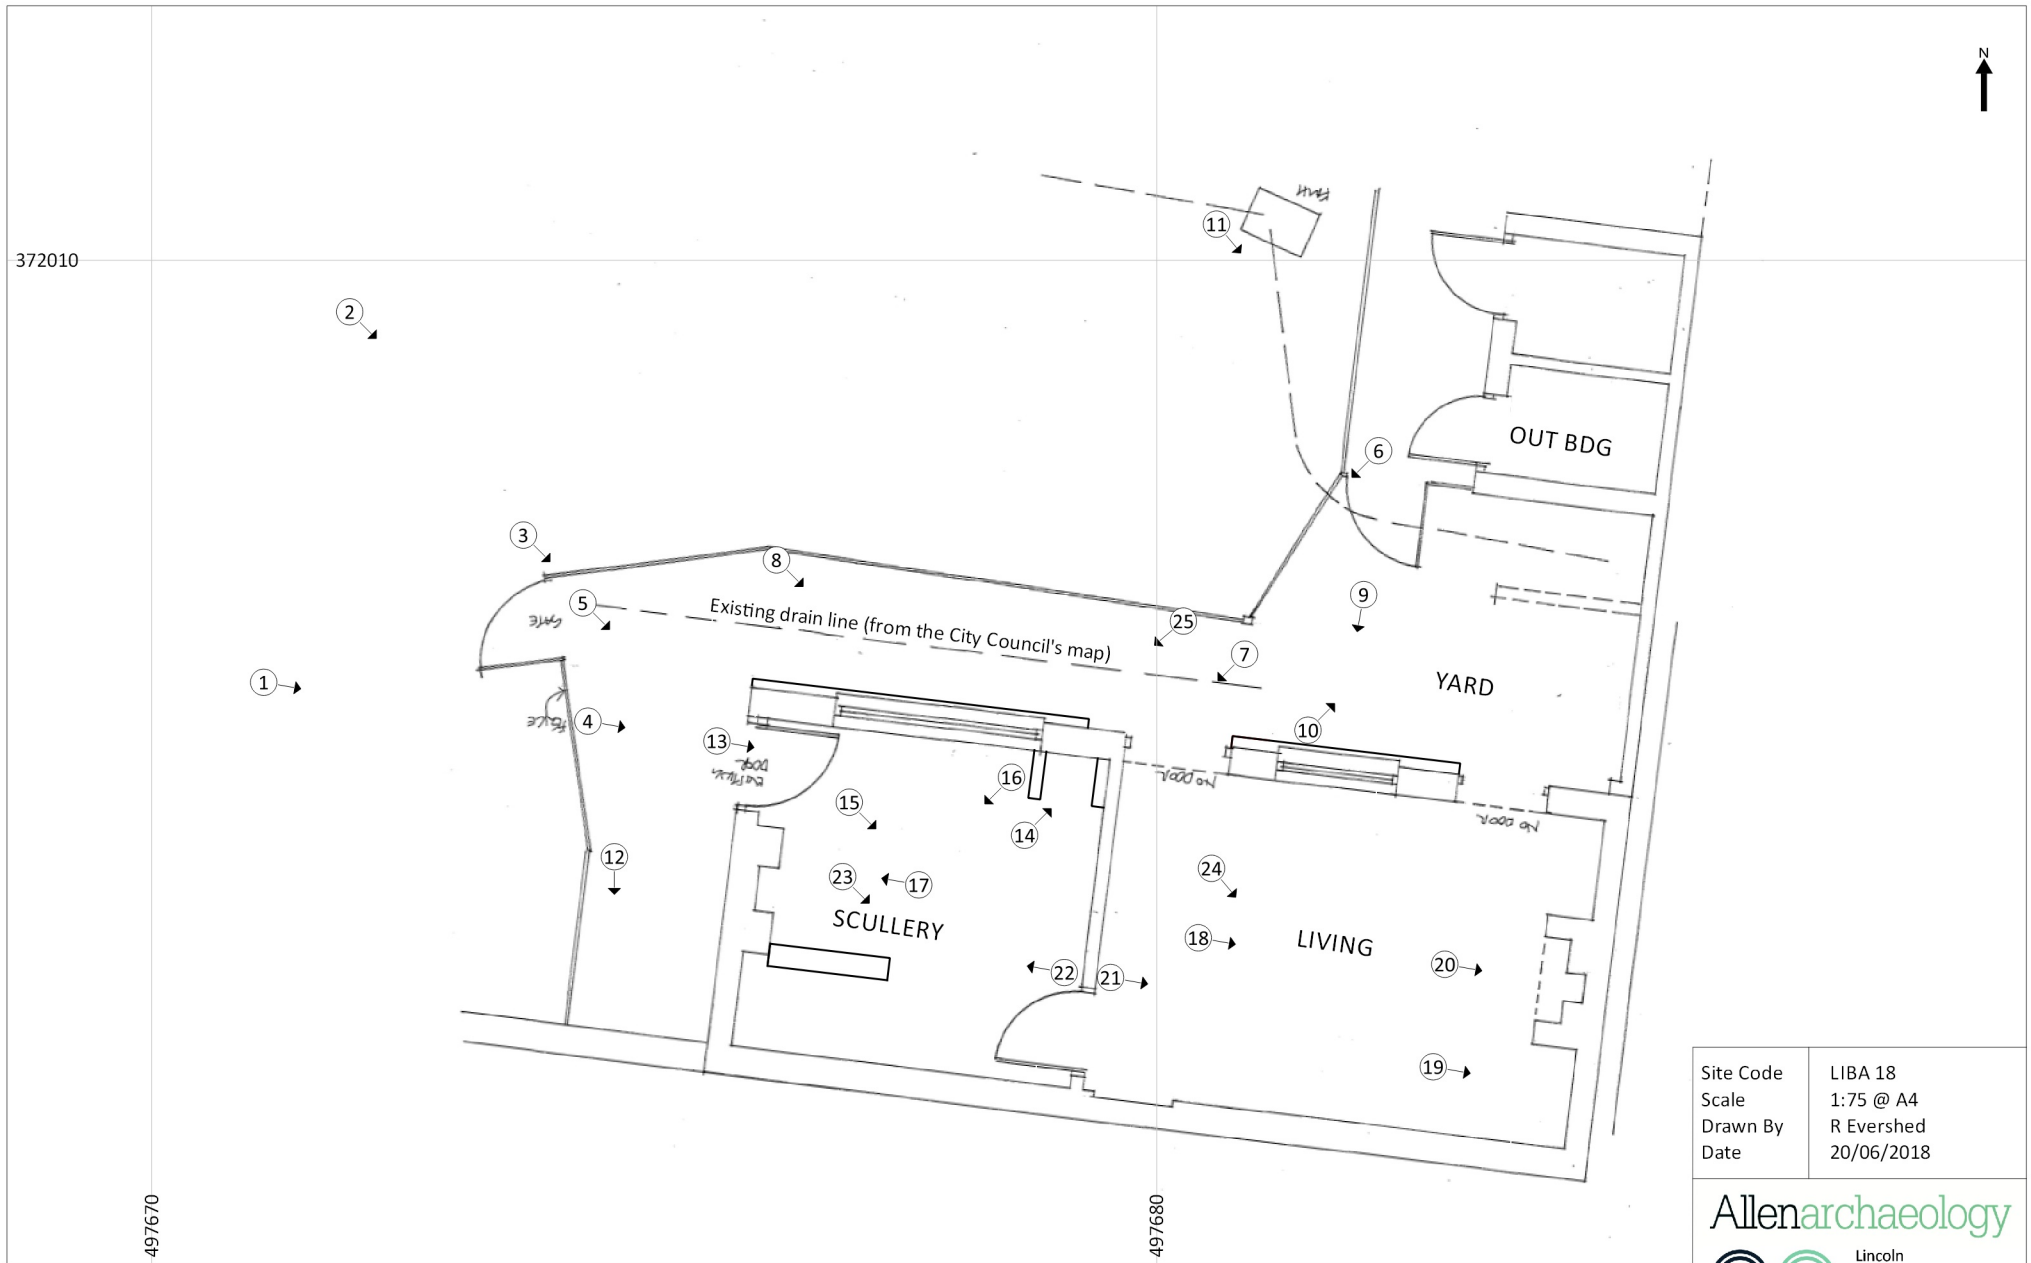 N
FMH
11
372010
2
6
OUT BDG
3
8
5
GATE
Existing drain line (from the City Council's map)
25
9
7
YARD
1
4
10
13
EXISTING
DOOR
16
NO DOOR
15
14
NO DOOR
12
24
23
17
SCULLERY
18
LIVING
22
21
20
19
Site Code LIBA 18
Scale 1:75 @ A4
Drawn By R Evershed
Date 20/06/2018
497670
497680
Allenarchaeology
Lincoln